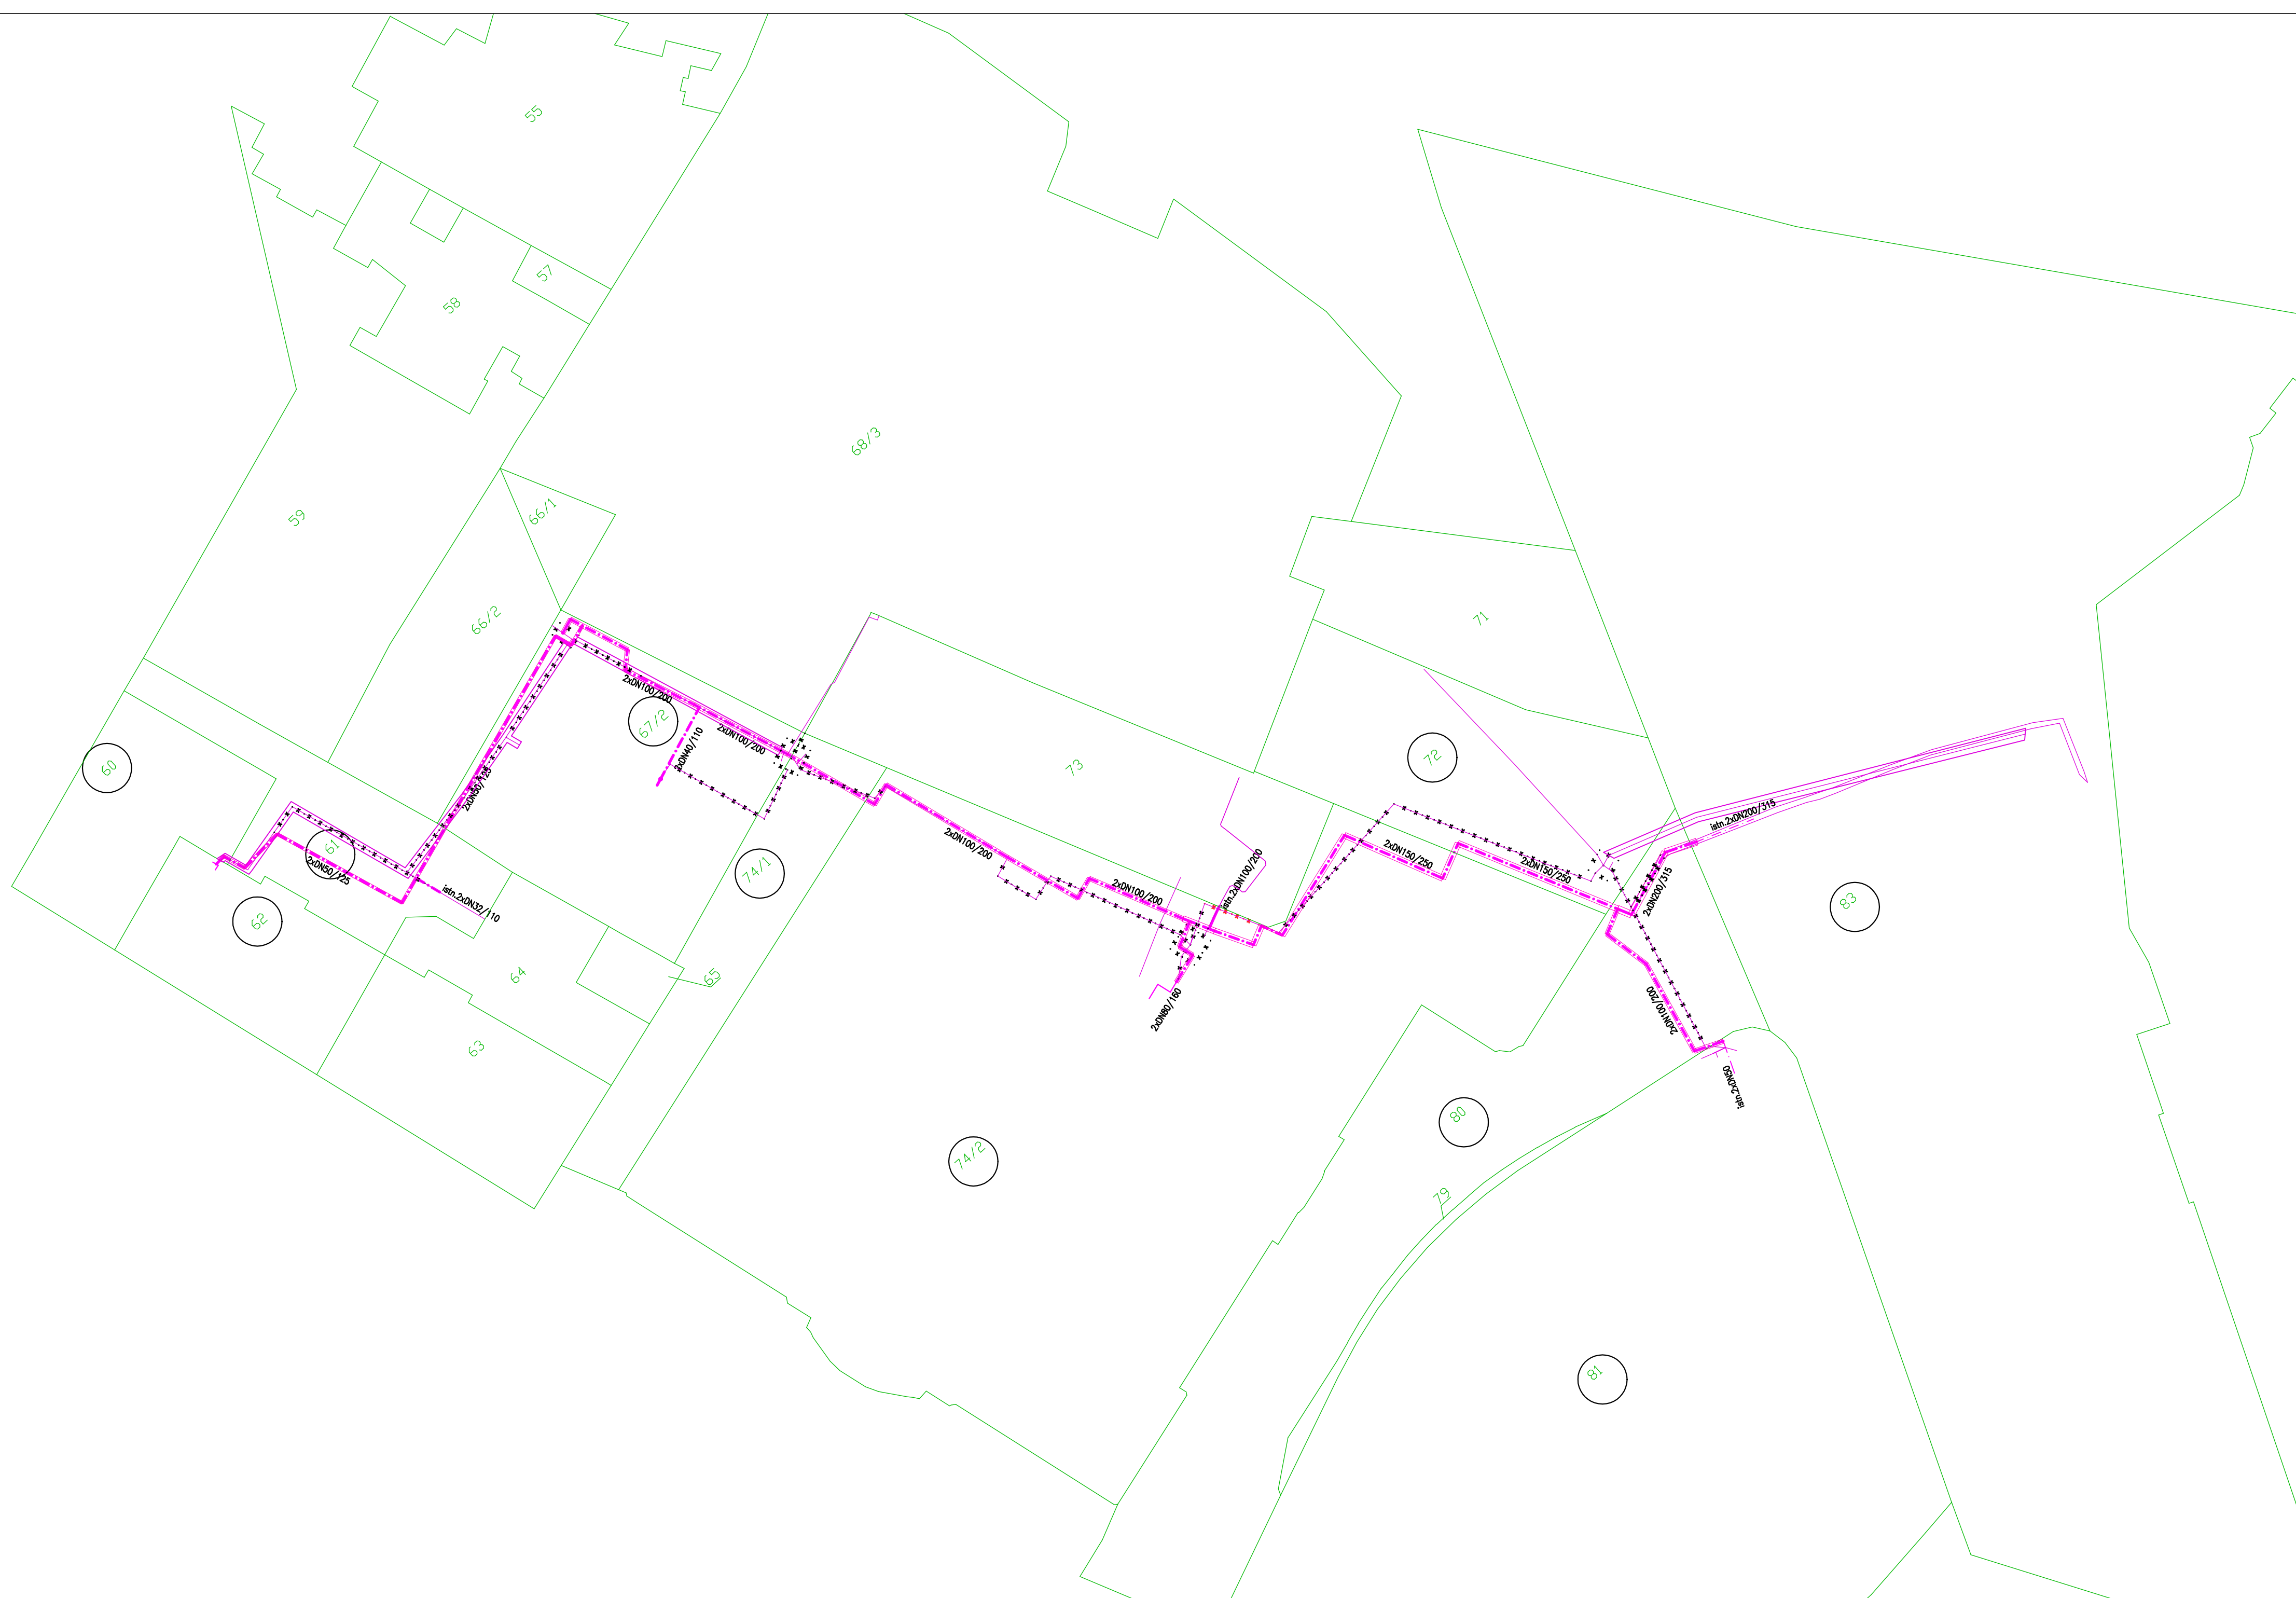 55
57
58
68/3
59
66/1
66/2
71
2xDN100/200
67/2
2xDN100/200
2xDN40/110
73
72
60
2xDN50/125
istn.2xDN200/315
61
2xDN50/125
2xDN100/200
74/1
2xDN150/250
2xDN150/250
istn.2xDN100/200
2xDN100/200
2xDN200/315
istn.2xDN32/110
62
83
64
65
2xDN80/160
2xDN100/200
63
istn.2xDN50
80
74/2
79
81